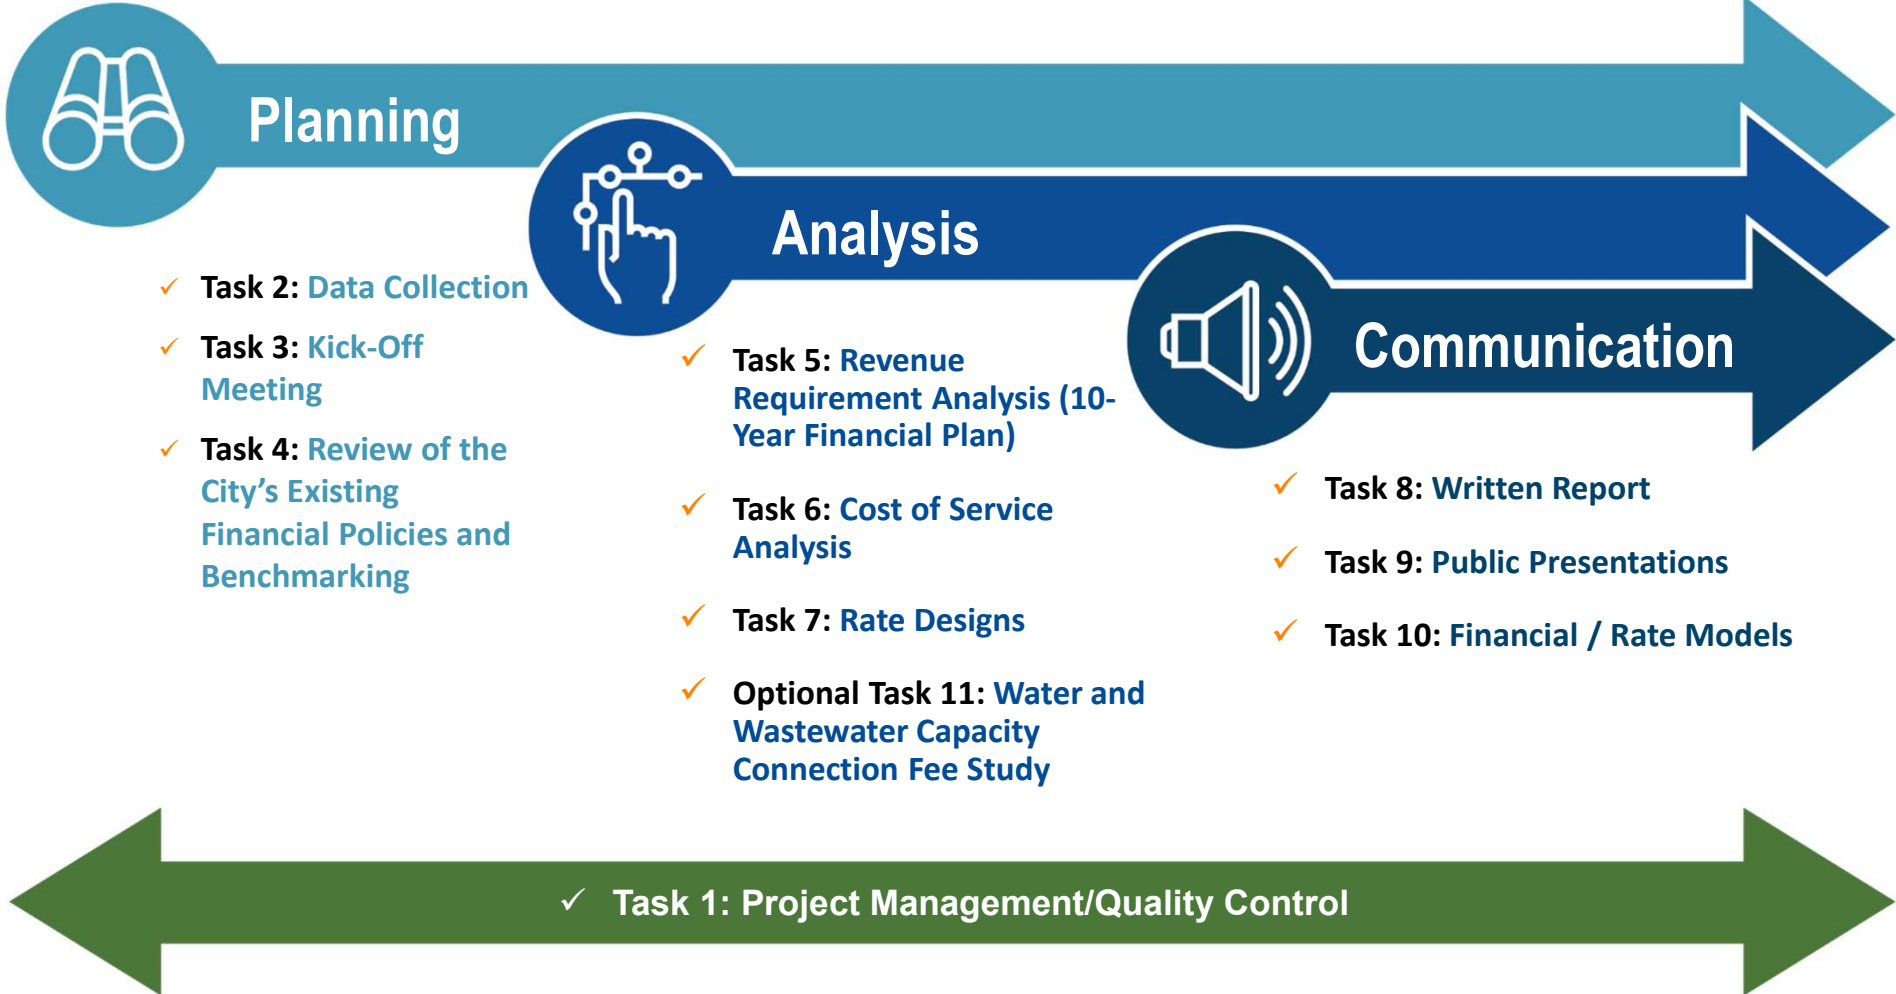 Planning
Task 2: Data Collection
Task 3: Kick-Off
Meeting
Task 4: Review of the
City’s Existing
Financial Policies and
Benchmarking
Analysis
Task 5: Revenue
Requirement Analysis (10-
Year Financial Plan)
Task 6: Cost of Service
Analysis
Task 7: Rate Designs
Optional Task 11: Water and
Wastewater Capacity
Connection Fee Study
Communication
Task 8: Written Report
Task 9: Public Presentations
Task 10: Financial / Rate Models
Task 1: Project Management/Quality Control